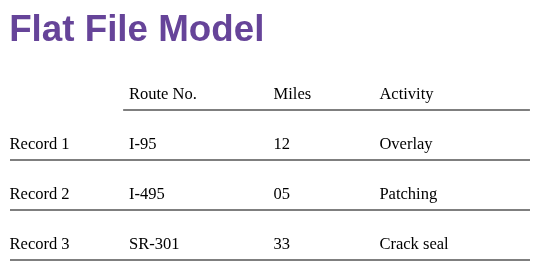 Flat File Model
Route No. Miles Activity
Record 1 I-95 12 Overlay
Record 2 I-495 05 Patching
Record 3 SR-301 33 Crack seal